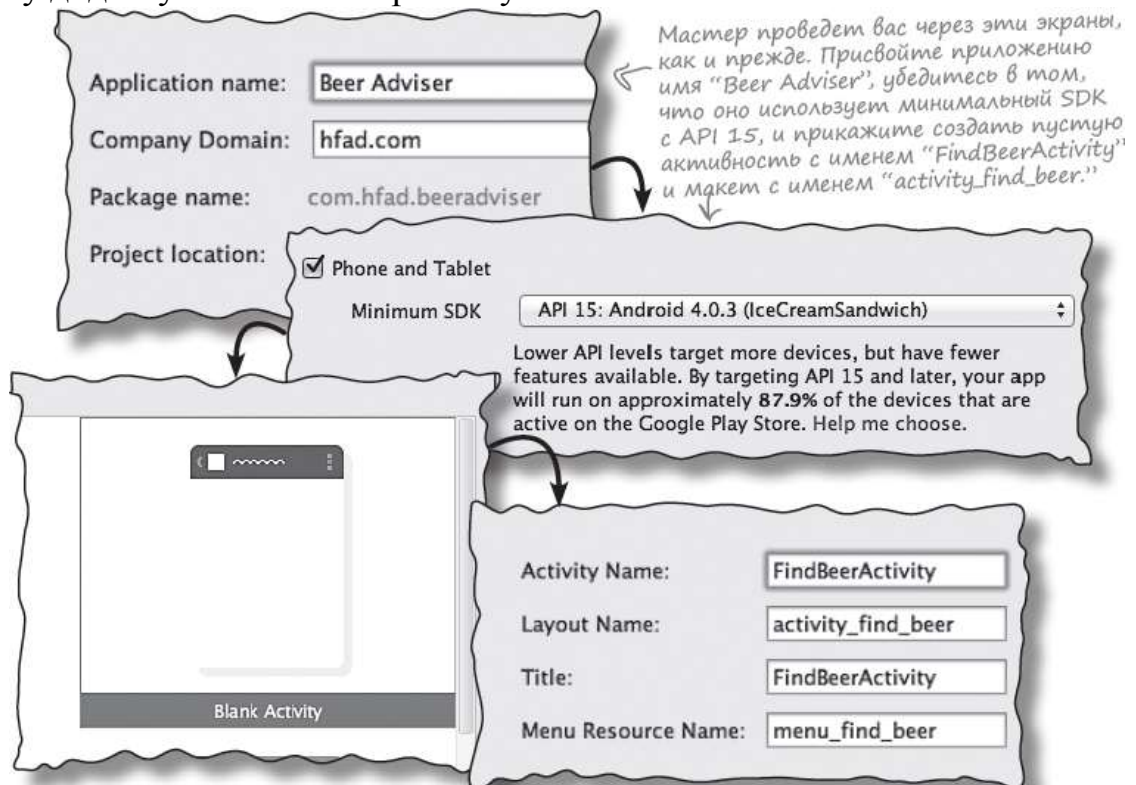 Application name: Beer Adviser
Company Domain: hfad.com
Package name: com.hfad.beeradviser
Project location:
Мастер проведет вас через эти экраны,
как и прежде. Присвойте приложению
имя “Beer Adviser”, убедитесь в том,
что оно использует минимальный SDK
с API 15, и прикажите создать пустую
активность с именем “FindBeerActivity”
и макет с именем “activity_find_beer.”
Phone and Tablet
Minimum SDK API 15: Android 4.0.3 (IceCreamSandwich)
Lower API levels target more devices, but have fewer
features available. By targeting API 15 and later, your app
will run on approximately 87.9% of the devices that are
active on the Google Play Store. Help me choose.
Blank Activity
Activity Name: FindBeerActivity
Layout Name: activity_find_beer
Title: FindBeerActivity
Menu Resource Name: menu_find_beer